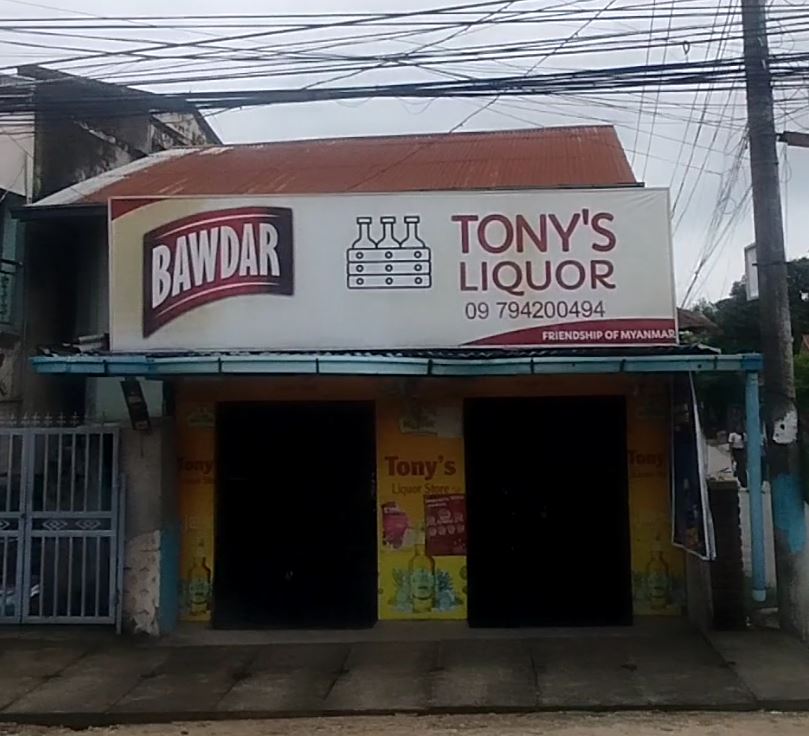 BAWDAR
TONY'S
LIQUOR
09 794200494
FRIENDSHIP OF MYANMAR
Tony's
Liquor Store
Tony
Tony